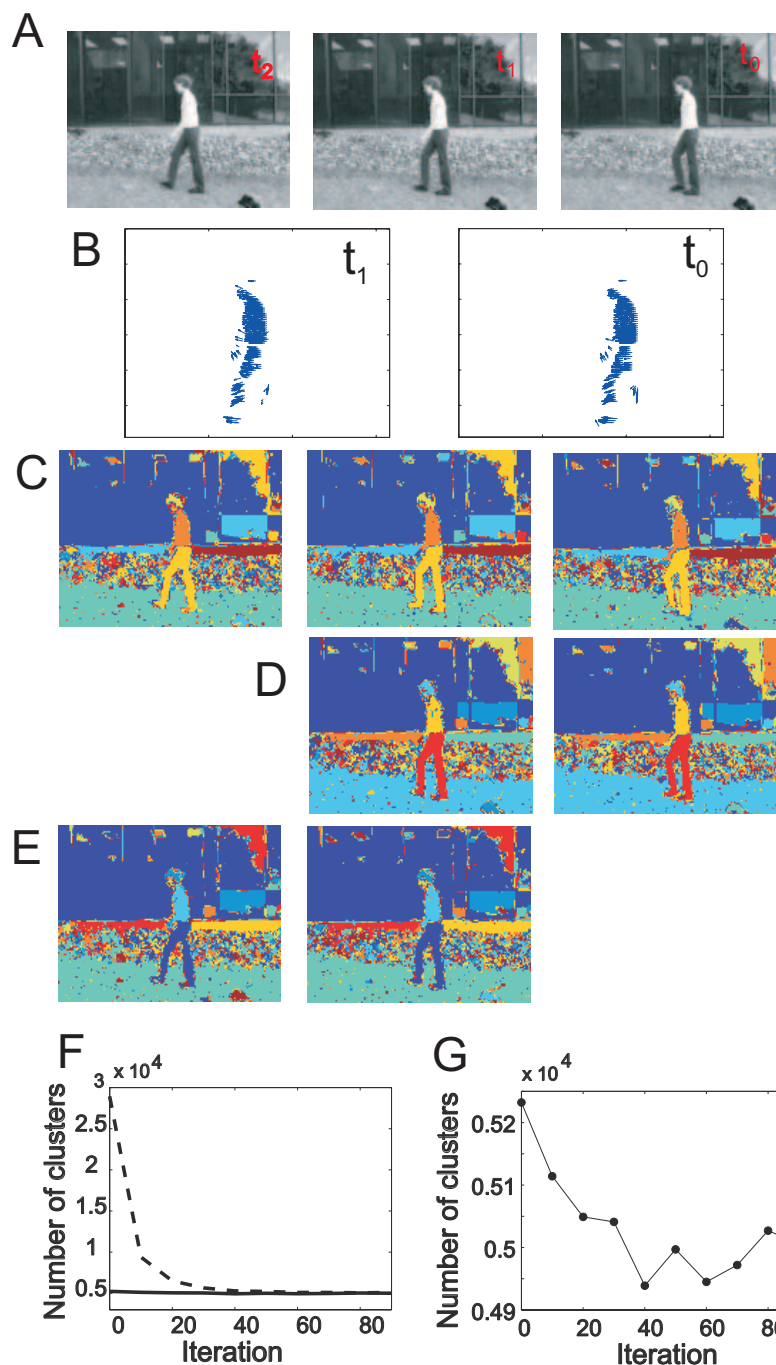 A
t2
t1
t0
B
t1
t0
C
D
E
F
x 10^4
3
2.5
2
1.5
1
0.5
Number of clusters
0 20 40 60 80
Iteration
G
x 10^4
0.52
0.51
0.5
0.49
Number of clusters
0 20 40 60 80
Iteration